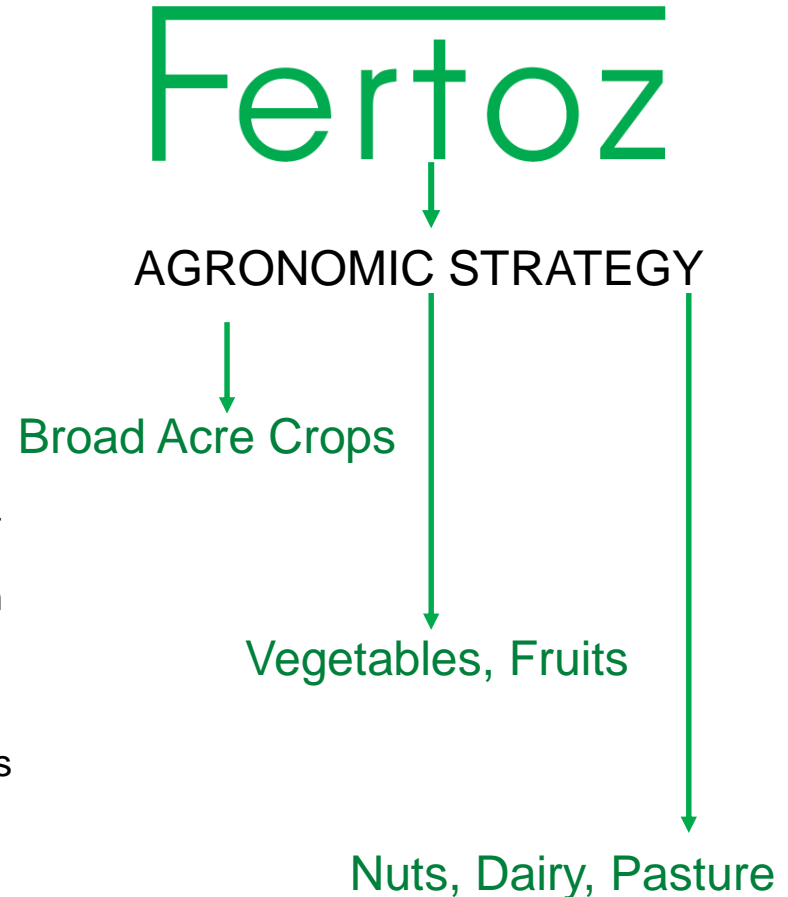 Fertoz
AGRONOMIC STRATEGY
Broad Acre Crops
Vegetables, Fruits
s
Nuts, Dairy, Pasture